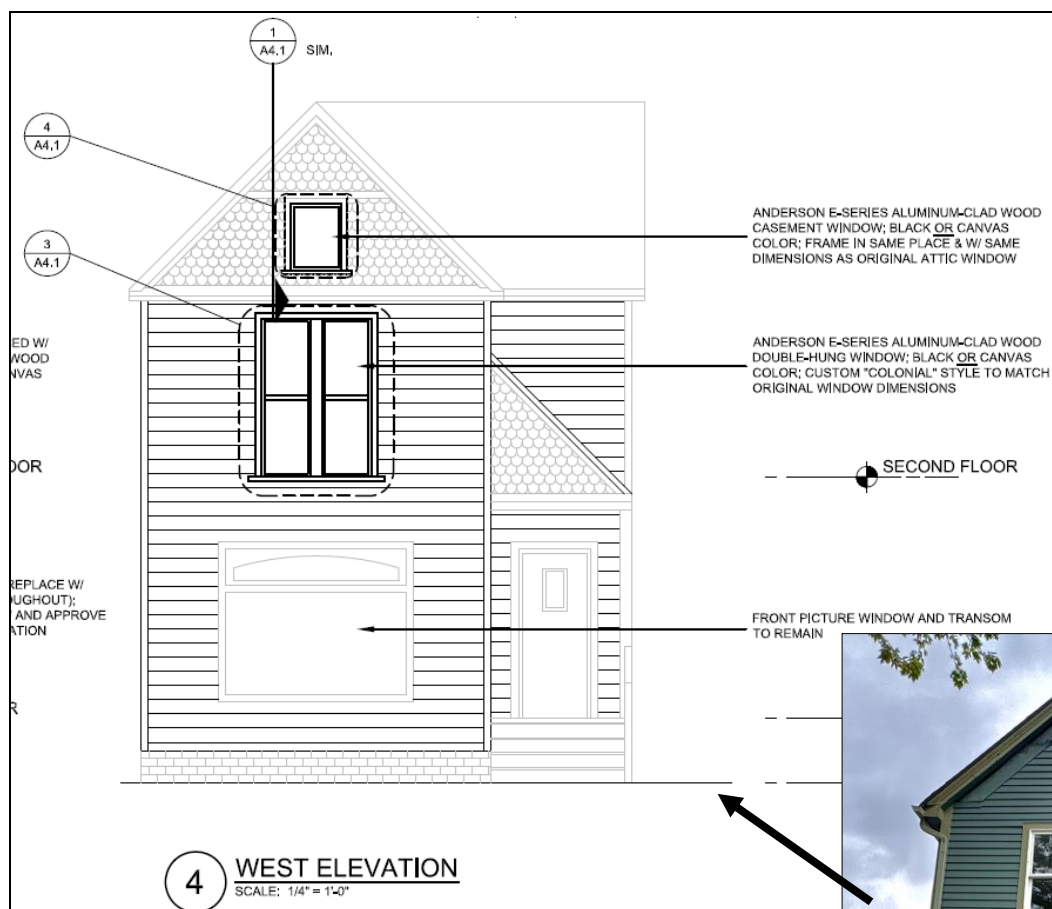 1
A4.1
SIM.
4
A4.1
3
A4.1
ANDERSON E-SERIES ALUMINUM-CLAD WOOD
CASEMENT WINDOW; BLACK OR CANVAS
COLOR; FRAME IN SAME PLACE & W/ SAME
DIMENSIONS AS ORIGINAL ATTIC WINDOW
ED W/
WOOD
NVAS
ANDERSON E-SERIES ALUMINUM-CLAD WOOD
DOUBLE-HUNG WINDOW; BLACK OR CANVAS
COLOR; CUSTOM "COLONIAL" STYLE TO MATCH
ORIGINAL WINDOW DIMENSIONS
OOR
SECOND FLOOR
REPLACE W/
OUGHOUT);
AND APPROVE
ATION
FRONT PICTURE WINDOW AND TRANSOM
TO REMAIN
R
4
WEST ELEVATION
SCALE: 1/4" = 1'-0"